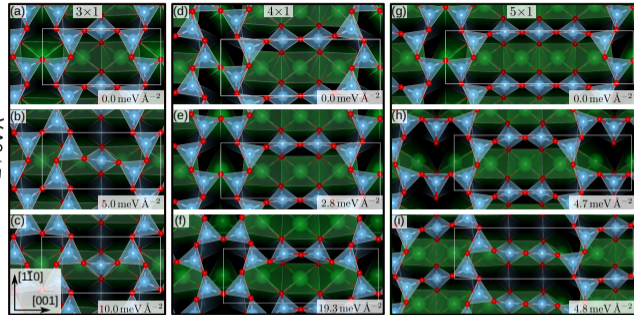 (a)
3×1
0.0 meV Å⁻²
(b)
5.0 meV Å⁻²
(c)
[11̄0]
[001]
10.0 meV Å⁻²
(d)
4×1
0.0 meV Å⁻²
(e)
2.8 meV Å⁻²
(f)
19.3 meV Å⁻²
(g)
5×1
0.0 meV Å⁻²
(h)
4.7 meV Å⁻²
(i)
4.8 meV Å⁻²